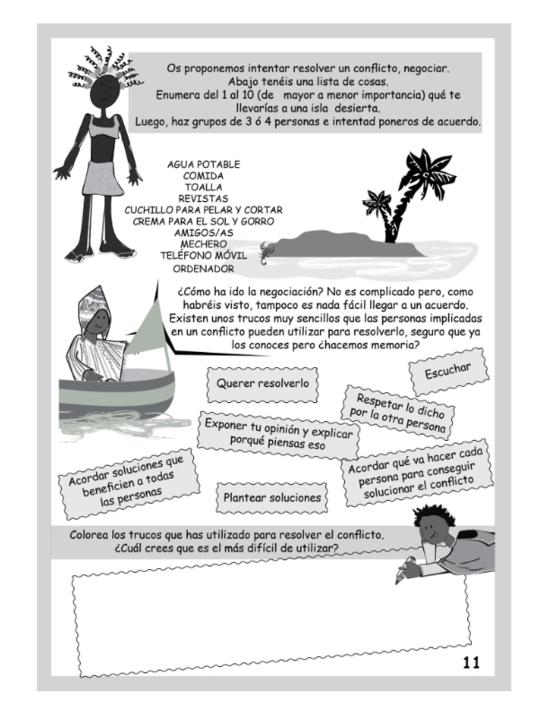 Os proponemos intentar resolver un conflicto, negociar.
Abajo tenéis una lista de cosas.
Enumera del 1 al 10 (de mayor a menor importancia) qué te
llevarías a una isla desierta.
Luego, haz grupos de 3 ó 4 personas e intentad poneros de acuerdo.
AGUA POTABLE
COMIDA
TOALLA
REVISTAS
CUCHILLO PARA PELAR Y CORTAR
CREMA PARA EL SOL Y GORRO
AMIGOS/AS
MECHERO
TELÉFONO MÓVIL
ORDENADOR
¿Cómo ha ido la negociación? No es complicado pero, como
habréis visto, tampoco es nada fácil llegar a un acuerdo.
Existen unos trucos muy sencillos que las personas implicadas
en un conflicto pueden utilizar para resolverlo, seguro que ya
los conoces pero ¿hacemos memoria?
Querer resolverlo
Escuchar
Respetar lo dicho
por la otra persona
Exponer tu opinión y explicar
porqué piensas eso
Acordar soluciones que
beneficien a todas
las personas
Plantear soluciones
Acordar qué va hacer cada
persona para conseguir
solucionar el conflicto
Colorea los trucos que has utilizado para resolver el conflicto.
¿Cuál crees que es el más difícil de utilizar?
11